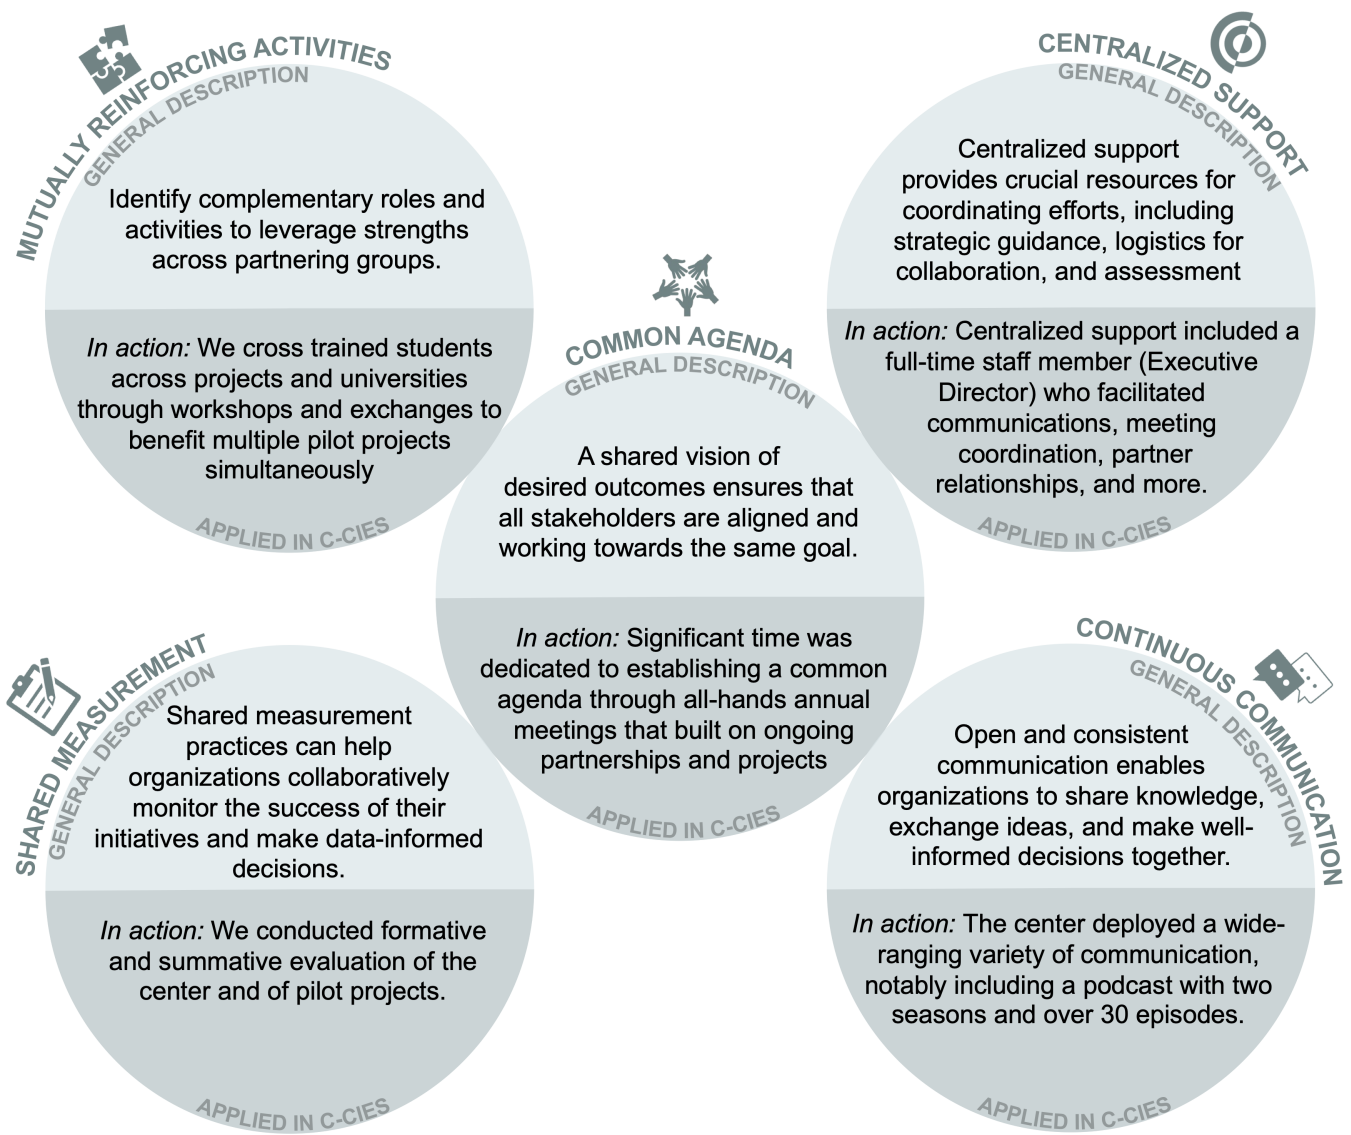 MUTUALLY REINFORCING ACTIVITIES
GENERAL DESCRIPTION
Identify complementary roles and
activities to leverage strengths
across partnering groups.
In action: We cross trained students
across projects and universities
through workshops and exchanges to
benefit multiple pilot projects
simultaneously
APPLIED IN C-CIES
CENTRALIZED SUPPORT
GENERAL DESCRIPTION
Centralized support
provides crucial resources for
coordinating efforts, including
strategic guidance, logistics for
collaboration, and assessment
In action: Centralized support included a
full-time staff member (Executive
Director) who facilitated
communications, meeting
coordination, partner
relationships, and more.
APPLIED IN C-CIES
COMMON AGENDA
GENERAL DESCRIPTION
A shared vision of
desired outcomes ensures that
all stakeholders are aligned and
working towards the same goal.
In action: Significant time was
dedicated to establishing a common
agenda through all-hands annual
meetings that built on ongoing
partnerships and projects
APPLIED IN C-CIES
SHARED MEASUREMENT
GENERAL DESCRIPTION
Shared measurement
practices can help
organizations collaboratively
monitor the success of their
initiatives and make data-informed
decisions.
In action: We conducted formative
and summative evaluation of the
center and of pilot projects.
APPLIED IN C-CIES
CONTINUOUS COMMUNICATION
GENERAL DESCRIPTION
Open and consistent
communication enables
organizations to share knowledge,
exchange ideas, and make well-
informed decisions together.
In action: The center deployed a wide-
ranging variety of communication,
notably including a podcast with two
seasons and over 30 episodes.
APPLIED IN C-CIES